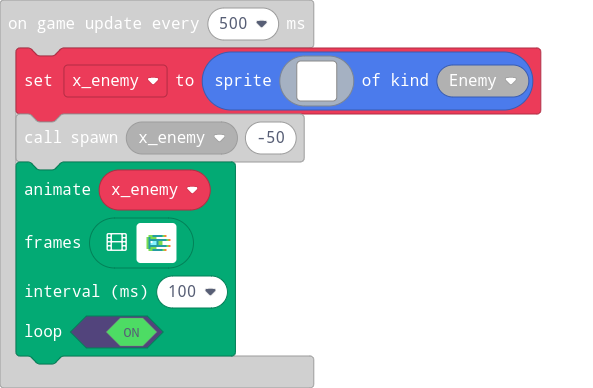 on game update every 500 ms
set x_enemy to sprite of kind Enemy
call spawn x_enemy -50
animate x_enemy
frames
interval (ms) 100
loop ON